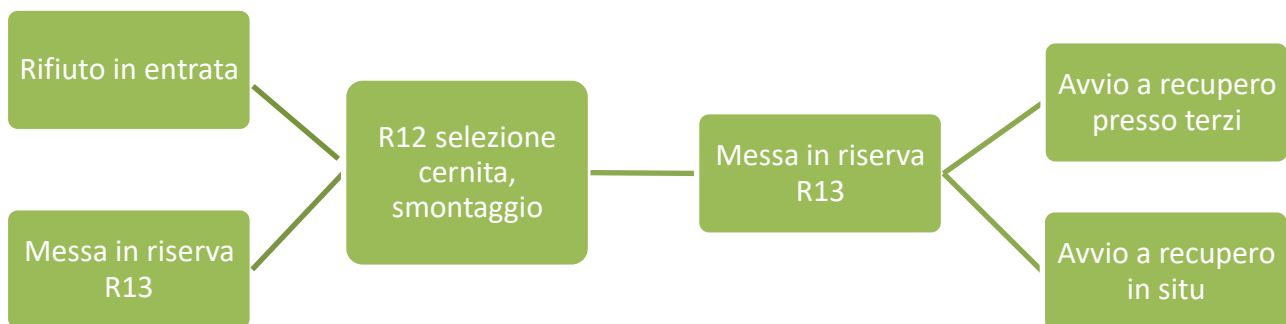 Rifiuto in entrata
Messa in riserva
R13
R12 selezione
cernita,
smontaggio
Messa in riserva
R13
Avvio a recupero
presso terzi
Avvio a recupero
in situ